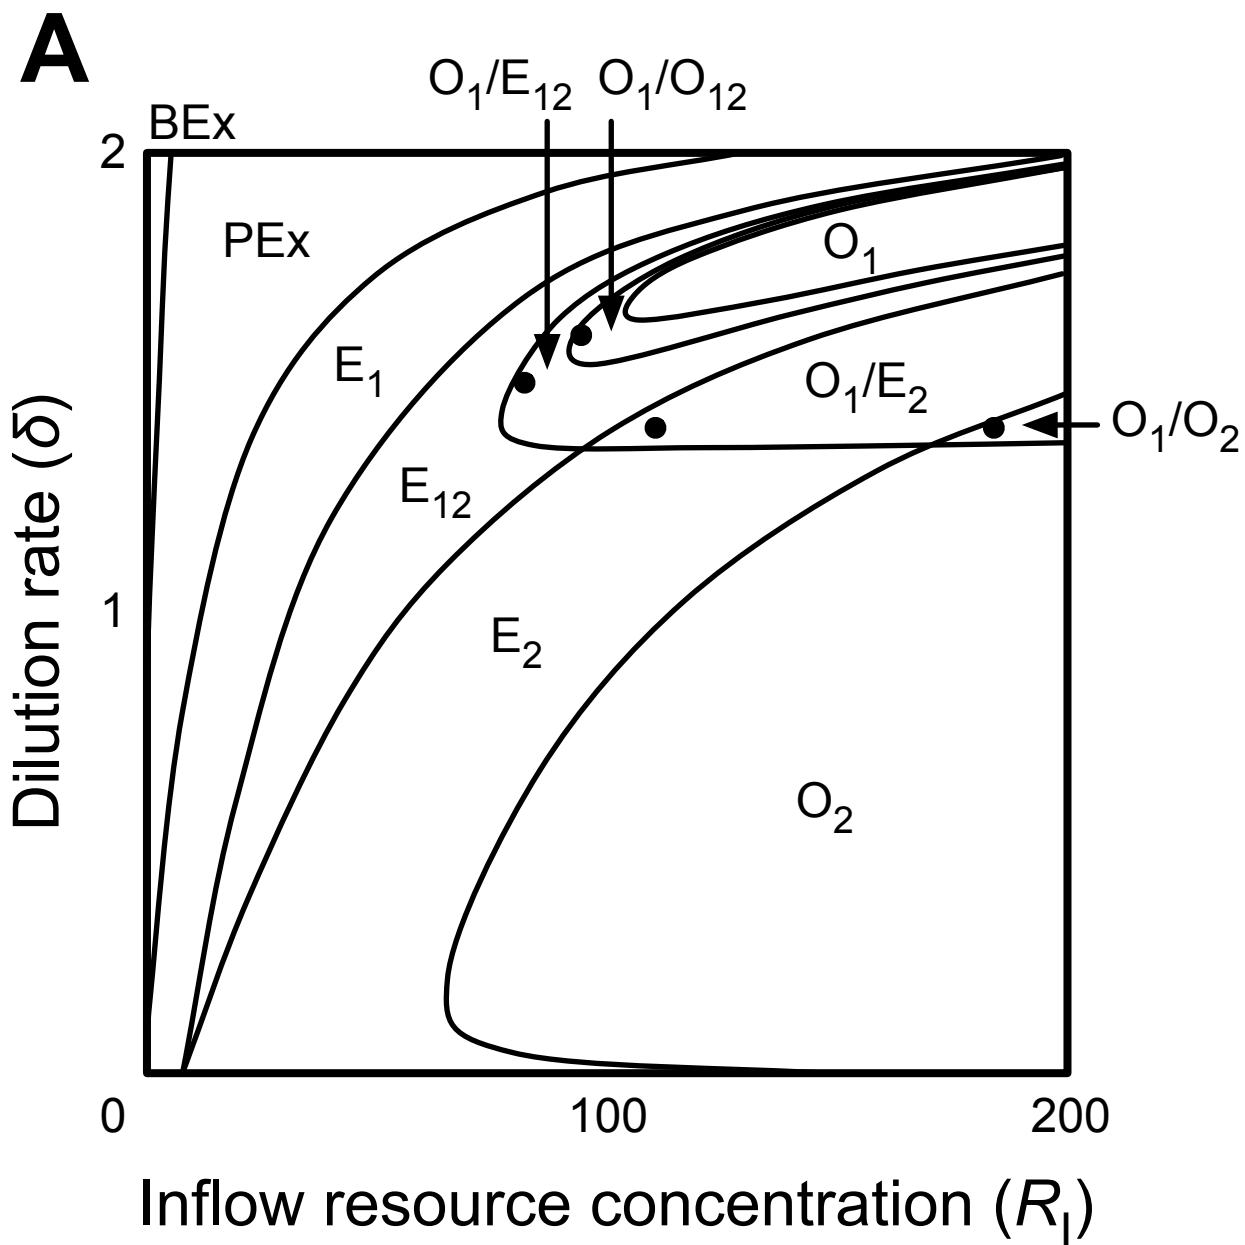 A
O1/E12 O1/O12
BEx
2
PEx
O1
E1
O1/E2
O1/O2
E12
1
E2
O2
Dilution rate (δ)
0 100 200
Inflow resource concentration (RI)